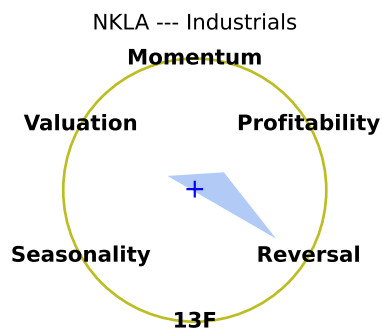 NKLA --- Industrials
Momentum
Valuation
Profitability
Seasonality
Reversal
13F